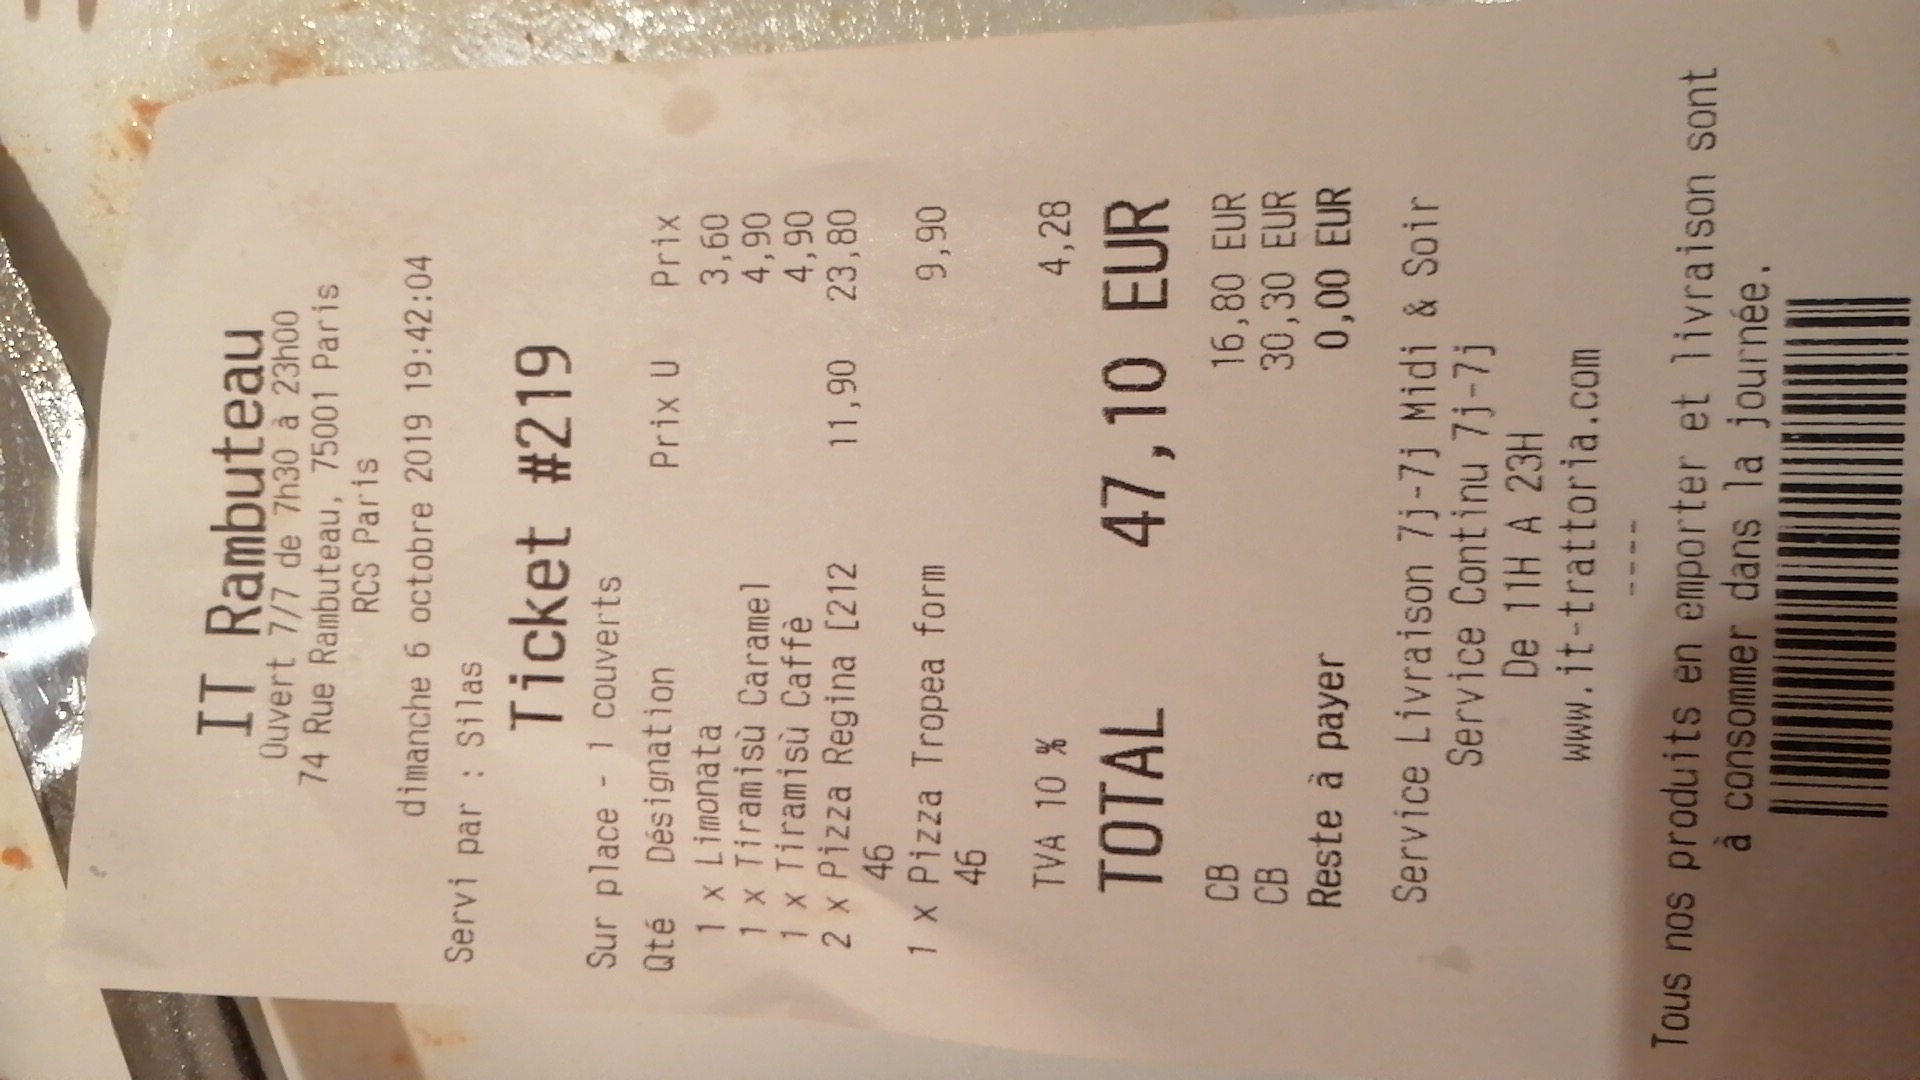 IT Rambuteau
Ouvert 7/7 de 7h30 à 23h00
74 Rue Rambuteau, 75001 Paris
RCS Paris
dimanche 6 octobre 2019 19:42:04
Servi par : Silas
Ticket #219
Sur place - 1 couverts
Qté Désignation Prix U Prix
1 x Limonata 3,60
1 x Tiramisù Caramel 4,90
1 x Tiramisù Caffè 4,90
2 x Pizza Regina [212 11,90 23,80
46
1 x Pizza Tropea form 9,90
46
TVA 10 % 4,28
TOTAL 47,10 EUR
CB 16,80 EUR
CB 30,30 EUR
Reste à payer 0,00 EUR
Service Livraison 7j-7j Midi & Soir
Service Continu 7j-7j
De 11H A 23H
www.it-trattoria.com
----
Tous nos produits en emporter et livraison sont
à consommer dans la journée.